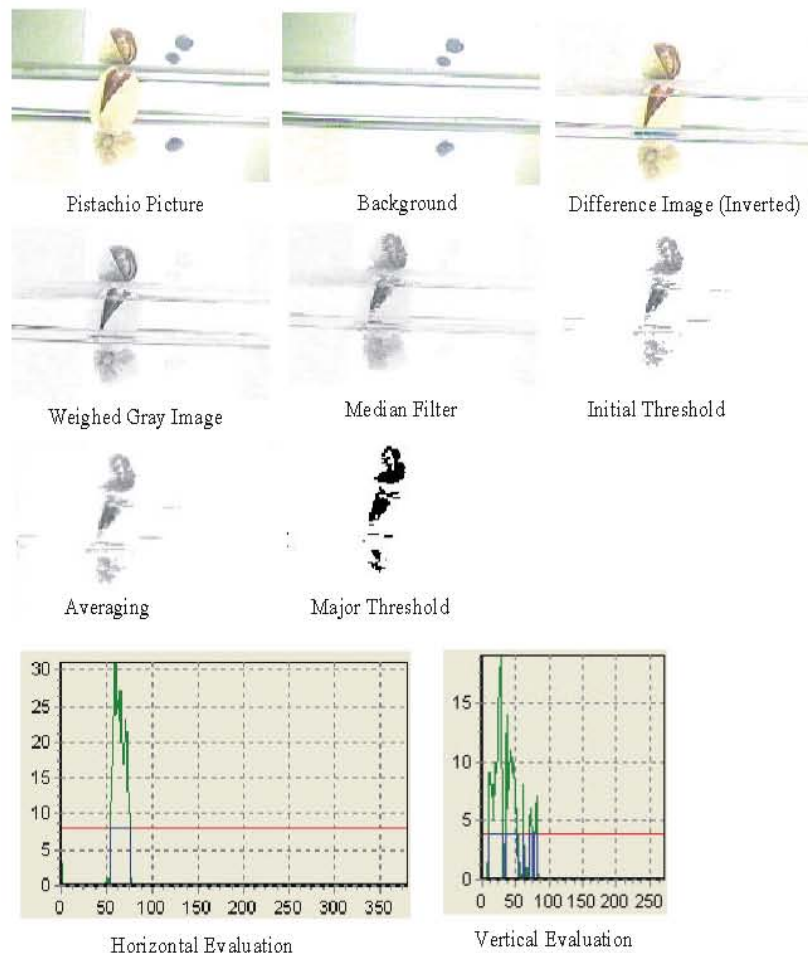 Pistachio Picture
Background
Difference Image (Inverted)
Weighed Gray Image
Median Filter
Initial Threshold
Averaging
Major Threshold
30
25
20
15
10
5
0
0 50 100 150 200 250 300 350
Horizontal Evaluation
15
10
5
0
0 50 100 150 200 250
Vertical Evaluation